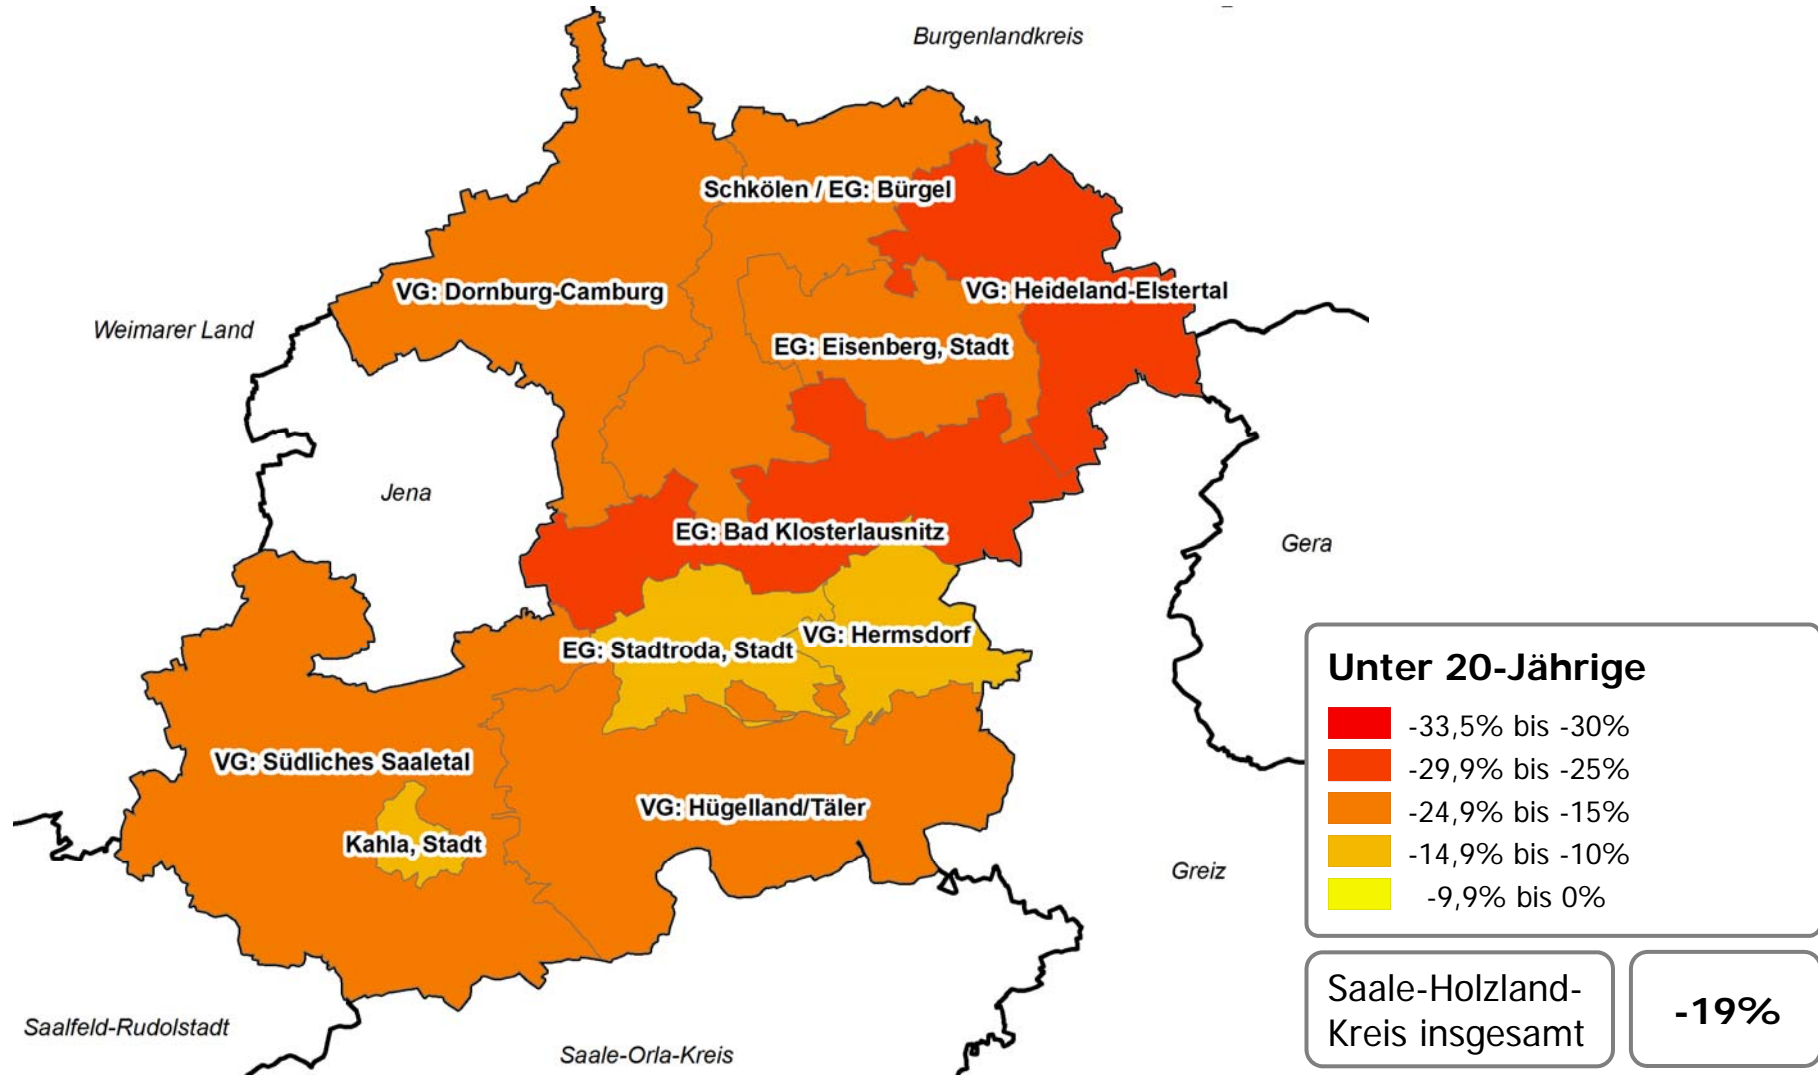 Burgenlandkreis
Schkölen / EG: Bürgel
VG: Dornburg-Camburg
VG: Heideland-Elstertal
Weimarer Land
EG: Eisenberg, Stadt
Jena
EG: Bad Klosterlausnitz
Gera
VG: Hermsdorf
EG: Stadtroda, Stadt
VG: Südliches Saaletal
VG: Hügelland/Täler
Kahla, Stadt
Greiz
Saalfeld-Rudolstadt
Saale-Orla-Kreis
Unter 20-Jährige
-33,5% bis -30%
-29,9% bis -25%
-24,9% bis -15%
-14,9% bis -10%
-9,9% bis 0%
Saale-Holzland-
Kreis insgesamt
-19%